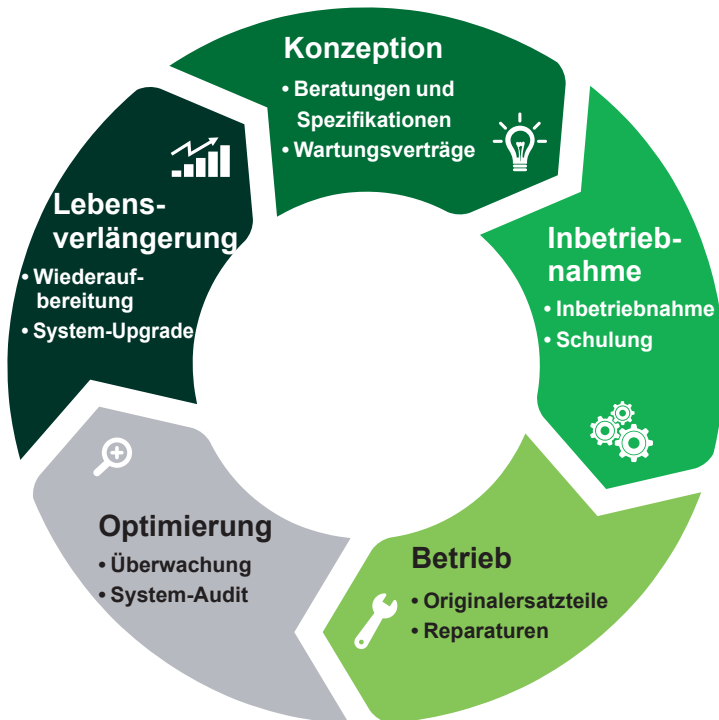 Konzeption
• Beratungen und
Spezifikationen
• Wartungsverträge
Inbetrieb-
nahme
• Inbetriebnahme
• Schulung
Betrieb
• Originalersatzteile
• Reparaturen
Optimierung
• Überwachung
• System-Audit
Lebens-
verlängerung
• Wiederauf-
bereitung
• System-Upgrade